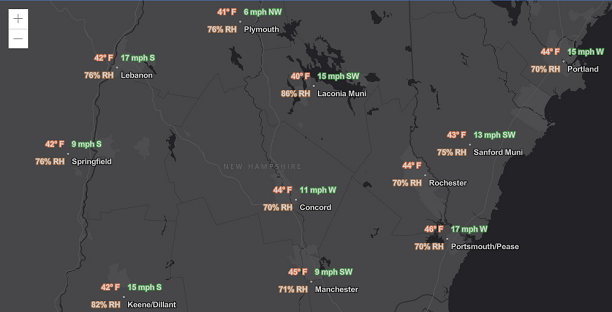 +
−
41° F 6 mph NW
76% RH Plymouth
42° F 17 mph S
76% RH Lebanon
44° F 15 mph W
70% RH Portland
40° F 15 mph SW
86% RH Laconia Muni
43° F 13 mph SW
75% RH Sanford Muni
42° F 9 mph S
76% RH Springfield
NEW HAMPSHIRE
44° F
70% RH Rochester
44° F 11 mph W
70% RH Concord
46° F 17 mph W
70% RH Portsmouth/Pease
45° F 9 mph SW
71% RH Manchester
42° F 15 mph S
82% RH Keene/Dillant